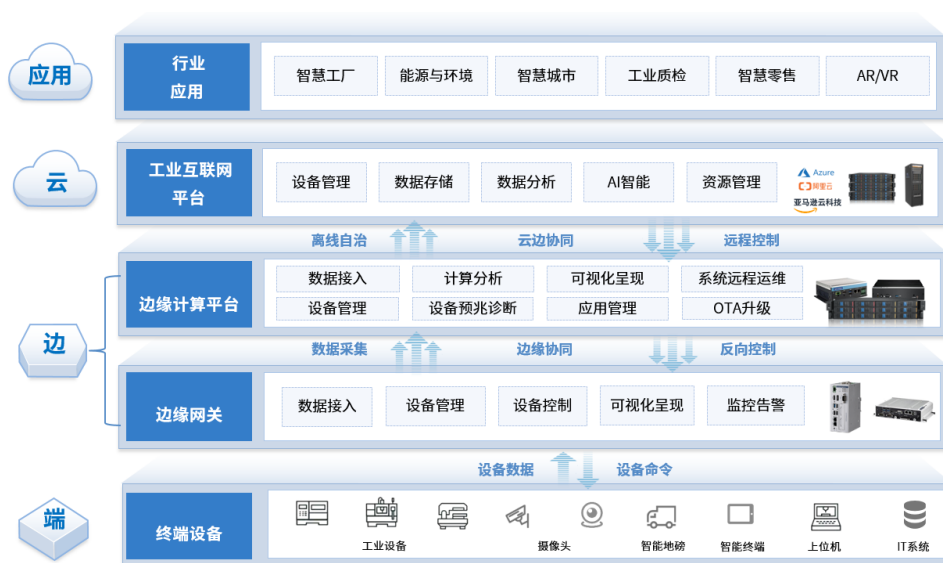 应用
行业
应用
智慧工厂
能源与环境
智慧城市
工业质检
智慧零售
AR/VR
云
工业互联网
平台
设备管理
数据存储
数据分析
AI智能
资源管理
Azure
阿里云
亚马逊云科技
离线自治
云边协同
远程控制
边
边缘计算平台
数据接入
计算分析
可视化呈现
系统远程运维
设备管理
设备预兆诊断
应用管理
OTA升级
数据采集
边缘协同
反向控制
边缘网关
数据接入
设备管理
设备控制
可视化呈现
监控告警
设备数据
设备命令
端
终端设备
工业设备
摄像头
智能地磅
智能终端
上位机
IT系统